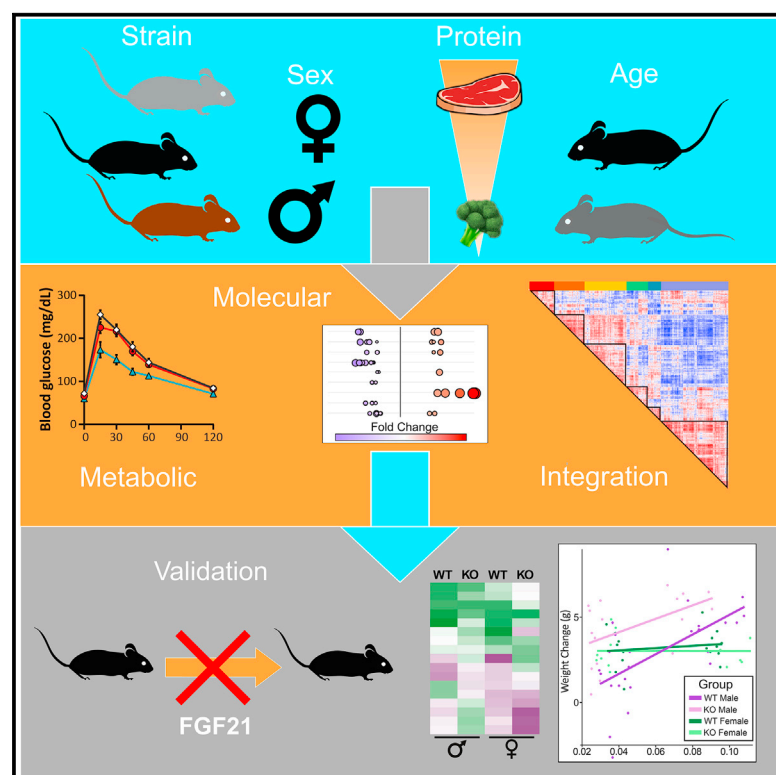 Strain
Sex
Protein
Age
Molecular
Blood glucose (mg/dL)
300
200
100
0
0
30
60
120
Fold Change
Metabolic
Integration
Validation
FGF21
WT KO WT KO
♂ ♀
Weight Change (g)
5
0
Group
WT Male
KO Male
WT Female
KO Female
0.02
0.04
0.06
0.08
0.10